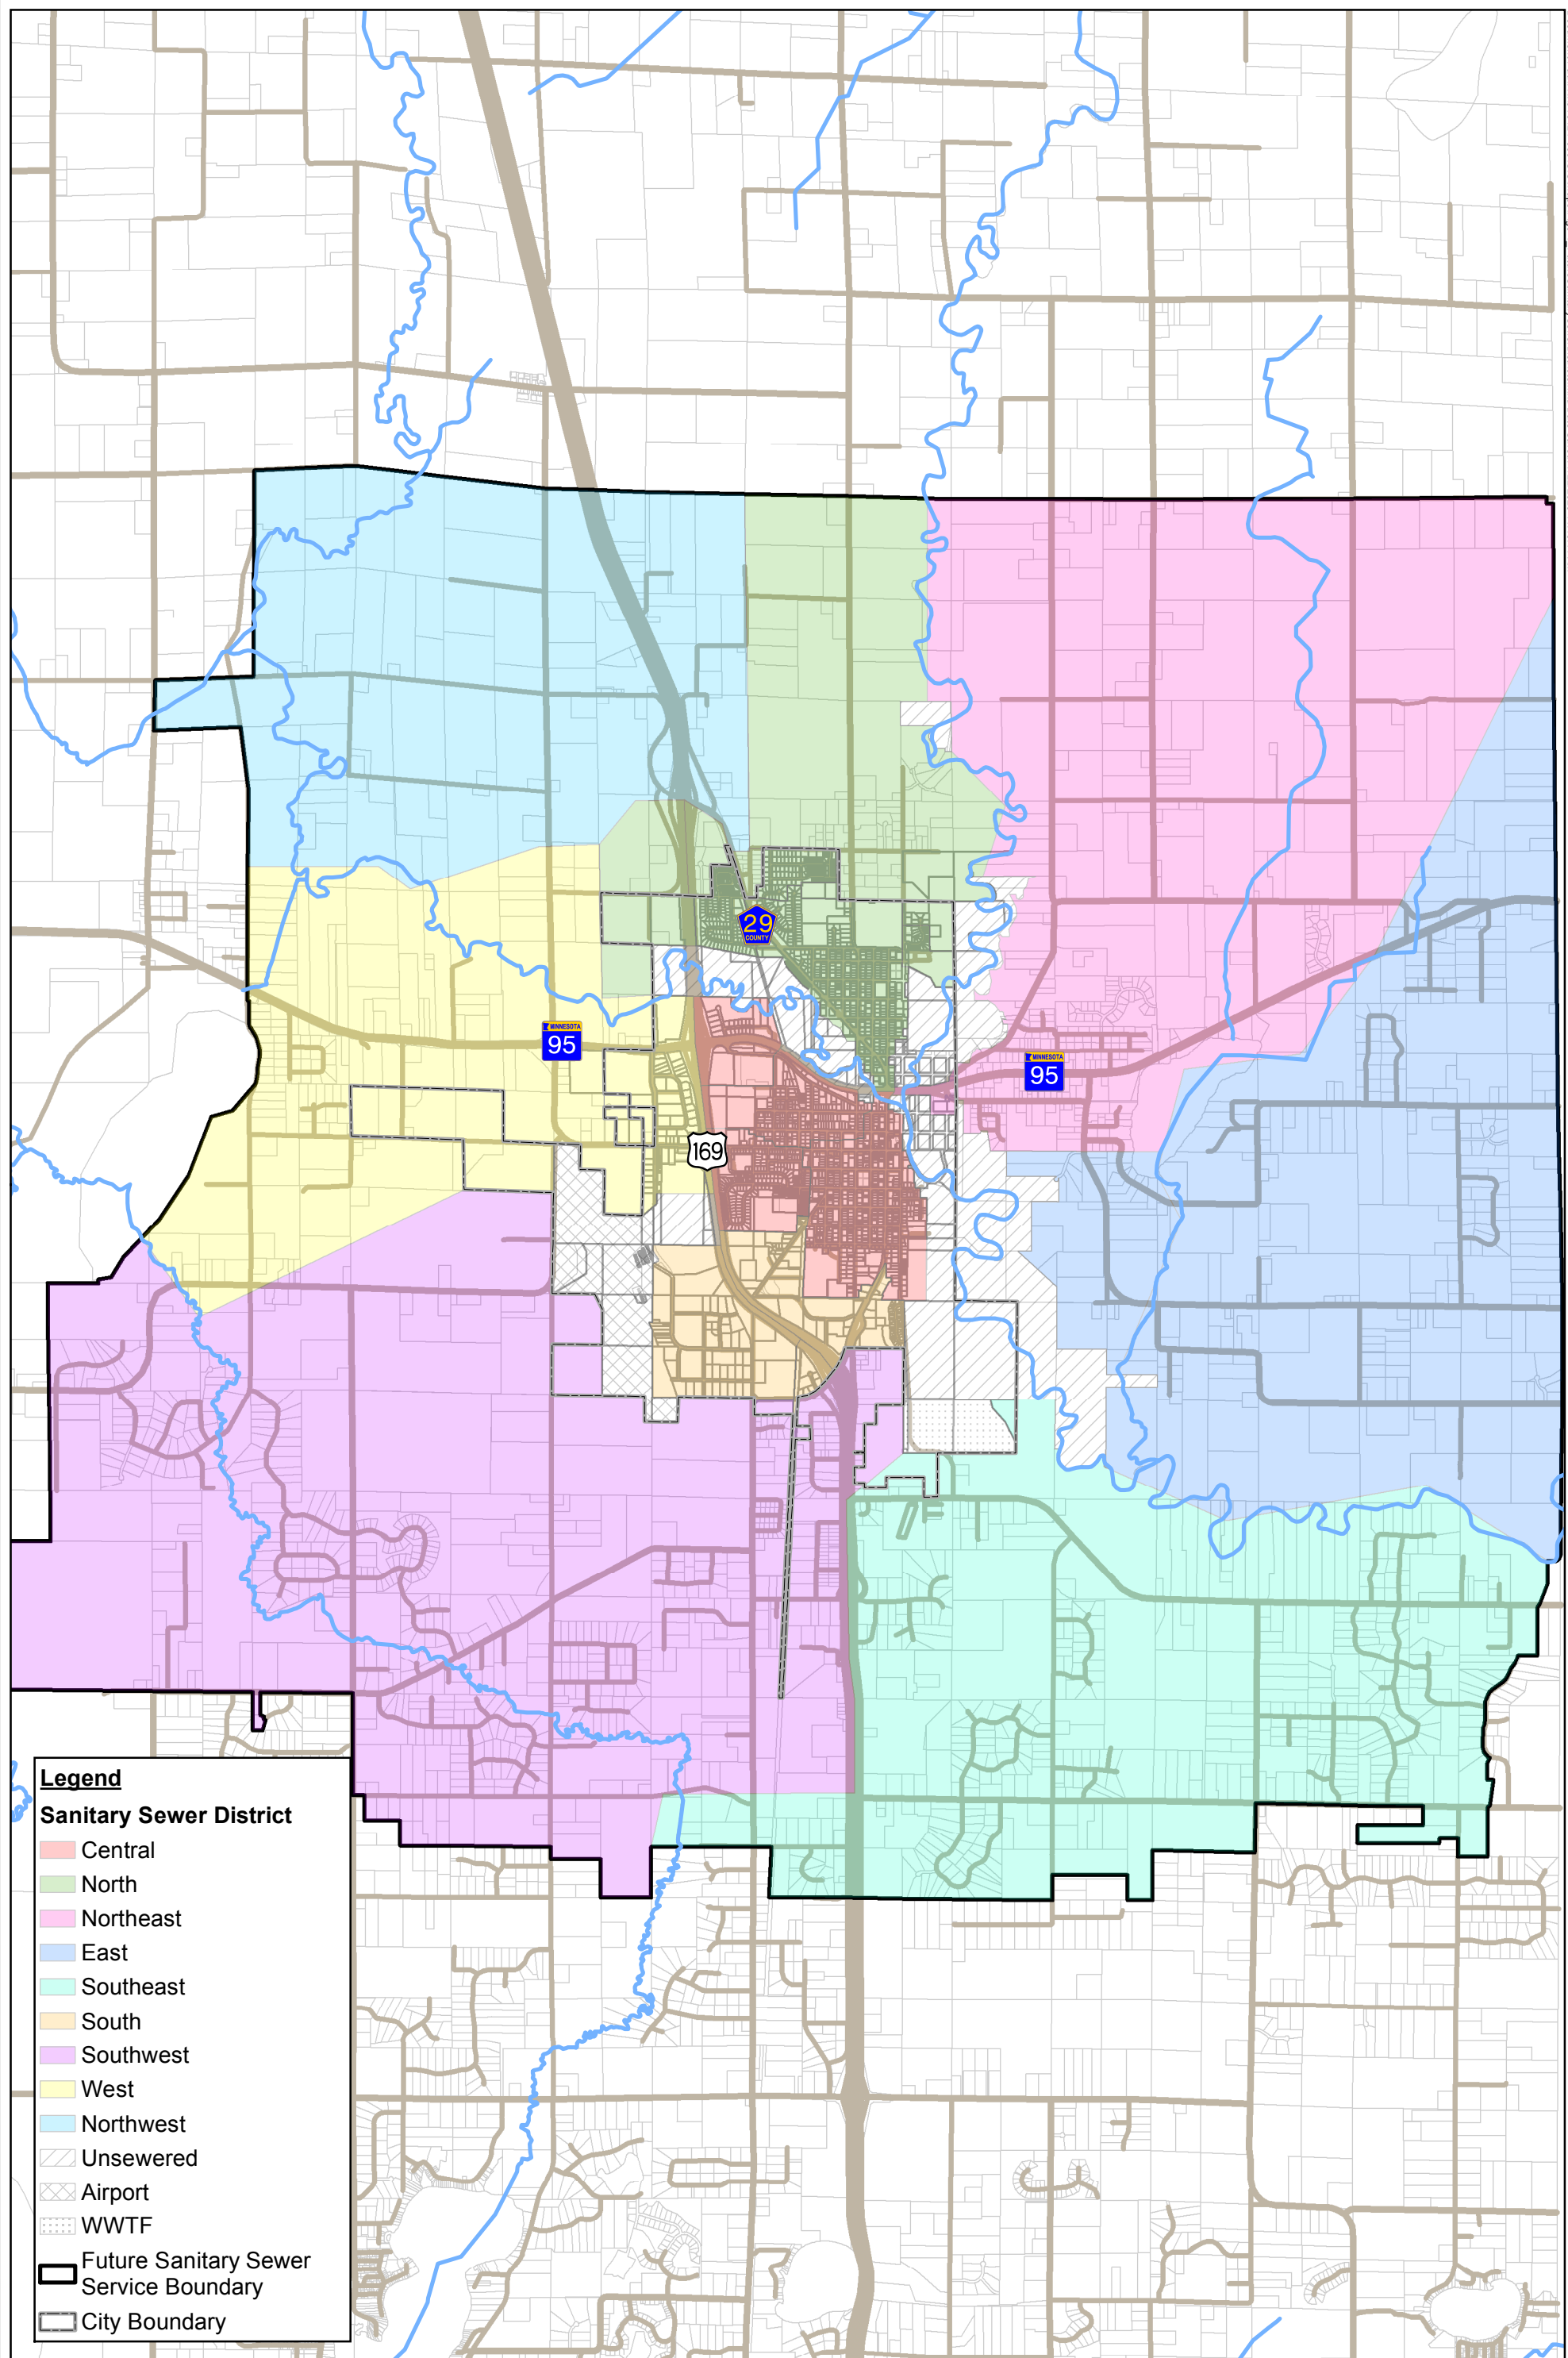 29
COUNTY
MINNESOTA
95
MINNESOTA
95
169
Legend
Sanitary Sewer District
Central
North
Northeast
East
Southeast
South
Southwest
West
Northwest
Unsewered
Airport
WWTF
Future Sanitary Sewer
Service Boundary
City Boundary